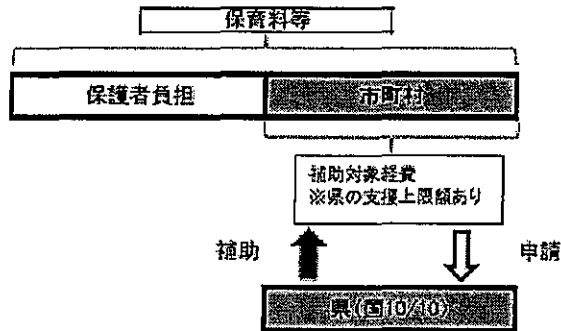 保育料等
保護者負担
市町村
補助対象経費
※県の支援上限額あり
補助
申請
県(国10/10)